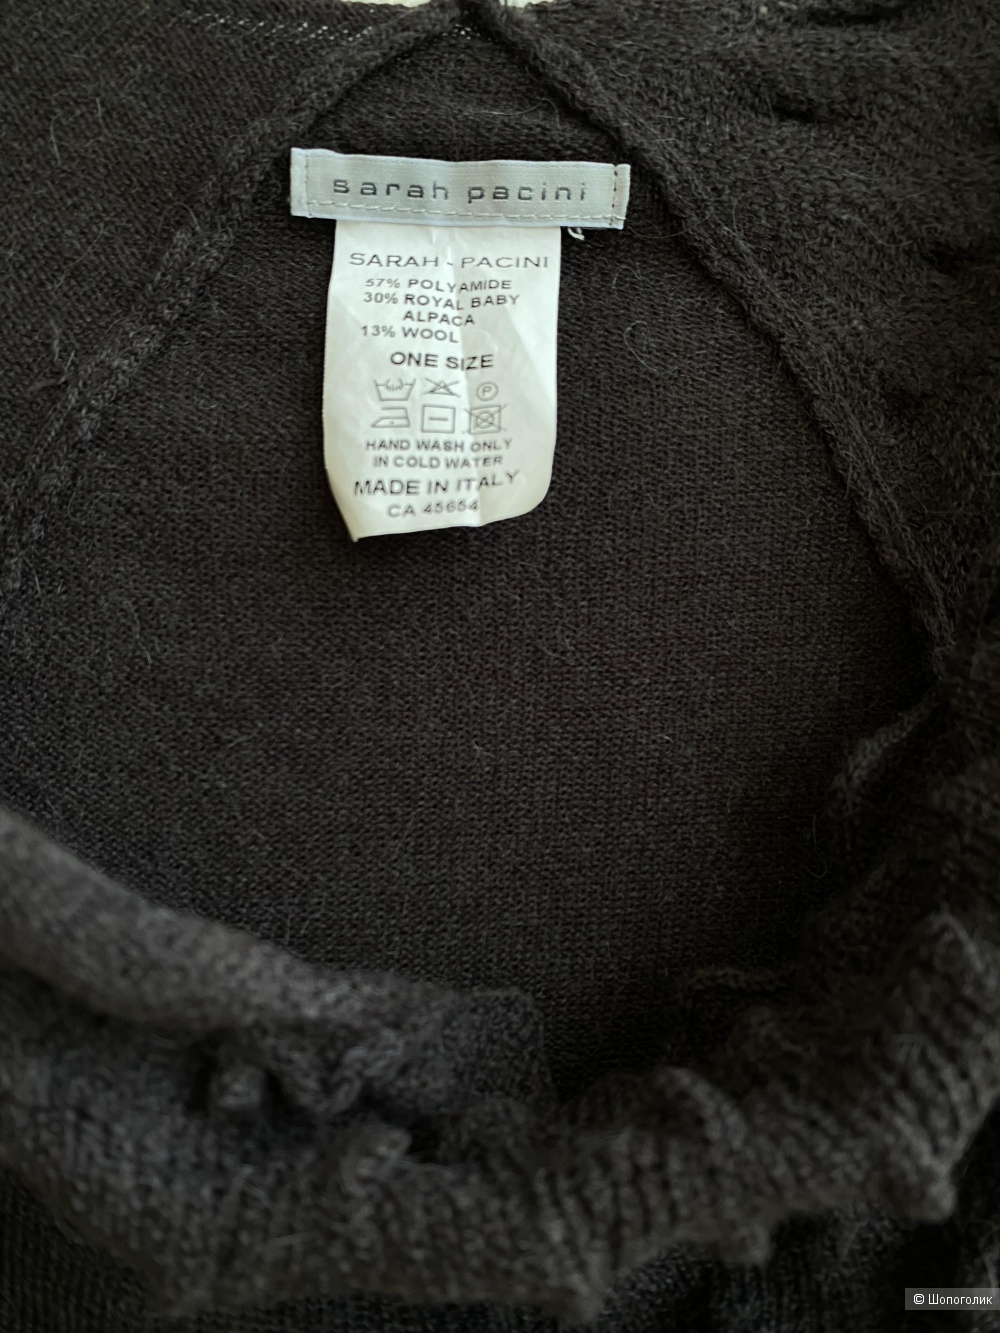 sarah pacini
SARAH - PACINI
57% POLYAMIDE
30% ROYAL BABY
ALPACA
13% WOOL
ONE SIZE
P
HAND WASH ONLY
IN COLD WATER
MADE IN ITALY
CA 45654
© Шопоголик